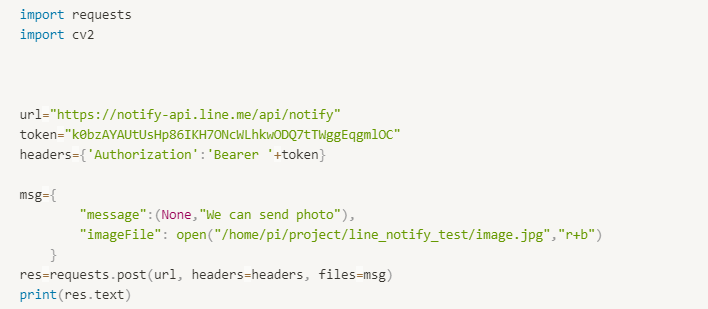 import requests
import cv2
url="https://notify-api.line.me/api/notify"
token="k0bzAYAUtUsHp86IKH7ONcWLhkwODQ7tTWggEqgmlOC"
headers={'Authorization':'Bearer '+token}
msg={
"message":(None,"We can send photo"),
"imageFile": open("/home/pi/project/line_notify_test/image.jpg","r+b")
}
res=requests.post(url, headers=headers, files=msg)
print(res.text)